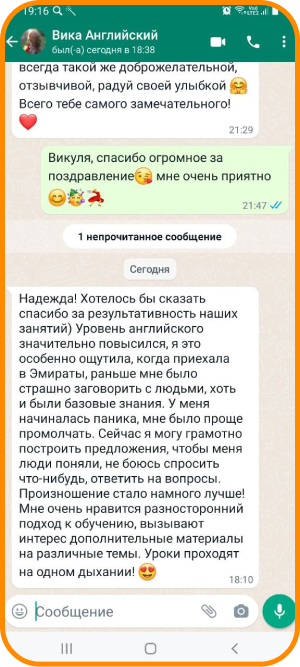 19:16
Вика Английский
был(-а) сегодня в 18:38
всегда такой же доброжелательной,
отзывчивой, радуй своей улыбкой 🤗
Всего тебе самого замечательного!
❤️
21:29
Викуля, спасибо огромное за
поздравление😘 мне очень приятно
😊🥳💃
21:47
1 непрочитанное сообщение
Сегодня
Надежда! Хотелось бы сказать
спасибо за результативность наших
занятий) Уровень английского
значительно повысился, я это
особенно ощутила, когда приехала
в Эмираты, раньше мне было
страшно заговорить с людьми, хоть
и были базовые знания. У меня
начиналась паника, мне было проще
промолчать. Сейчас я могу грамотно
построить предложения, чтобы меня
люди поняли, не боюсь спросить
что-нибудь, ответить на вопросы.
Произношение стало намного лучше!
Мне очень нравится разносторонний
подход к обучению, вызывают
интерес дополнительные материалы
на различные темы. Уроки проходят
на одном дыхании! 😍
18:10
Сообщение